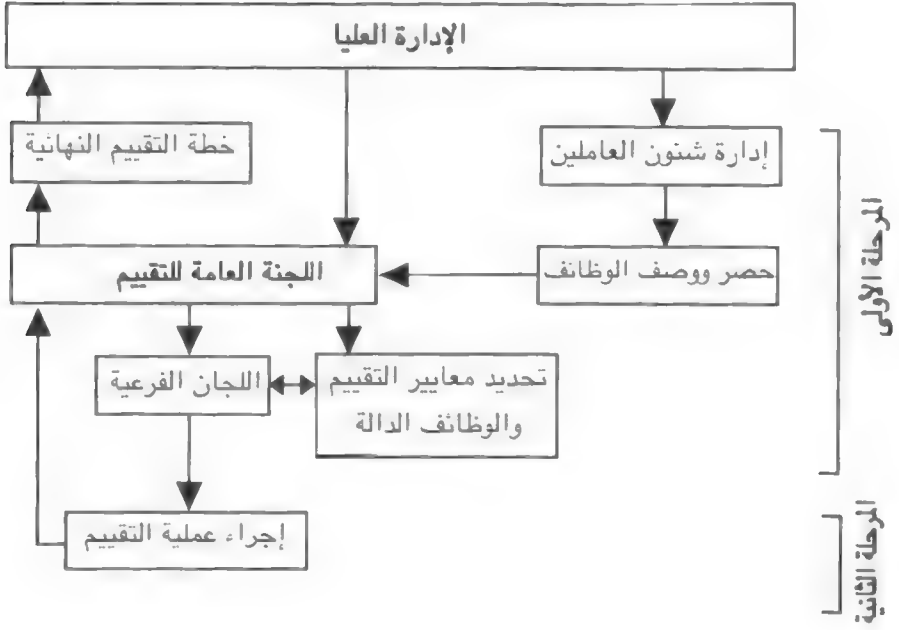 الإدارة العليا
إدارة شئون العاملين
خطة التقييم النهائية
حصر ووصف الوظائف
اللجنة العامة للتقييم
تحديد معايير التقييم
والوظائف الدالة
اللجان الفرعية
إجراء عملية التقييم
المرحلة الأولى
المرحلة الثانية